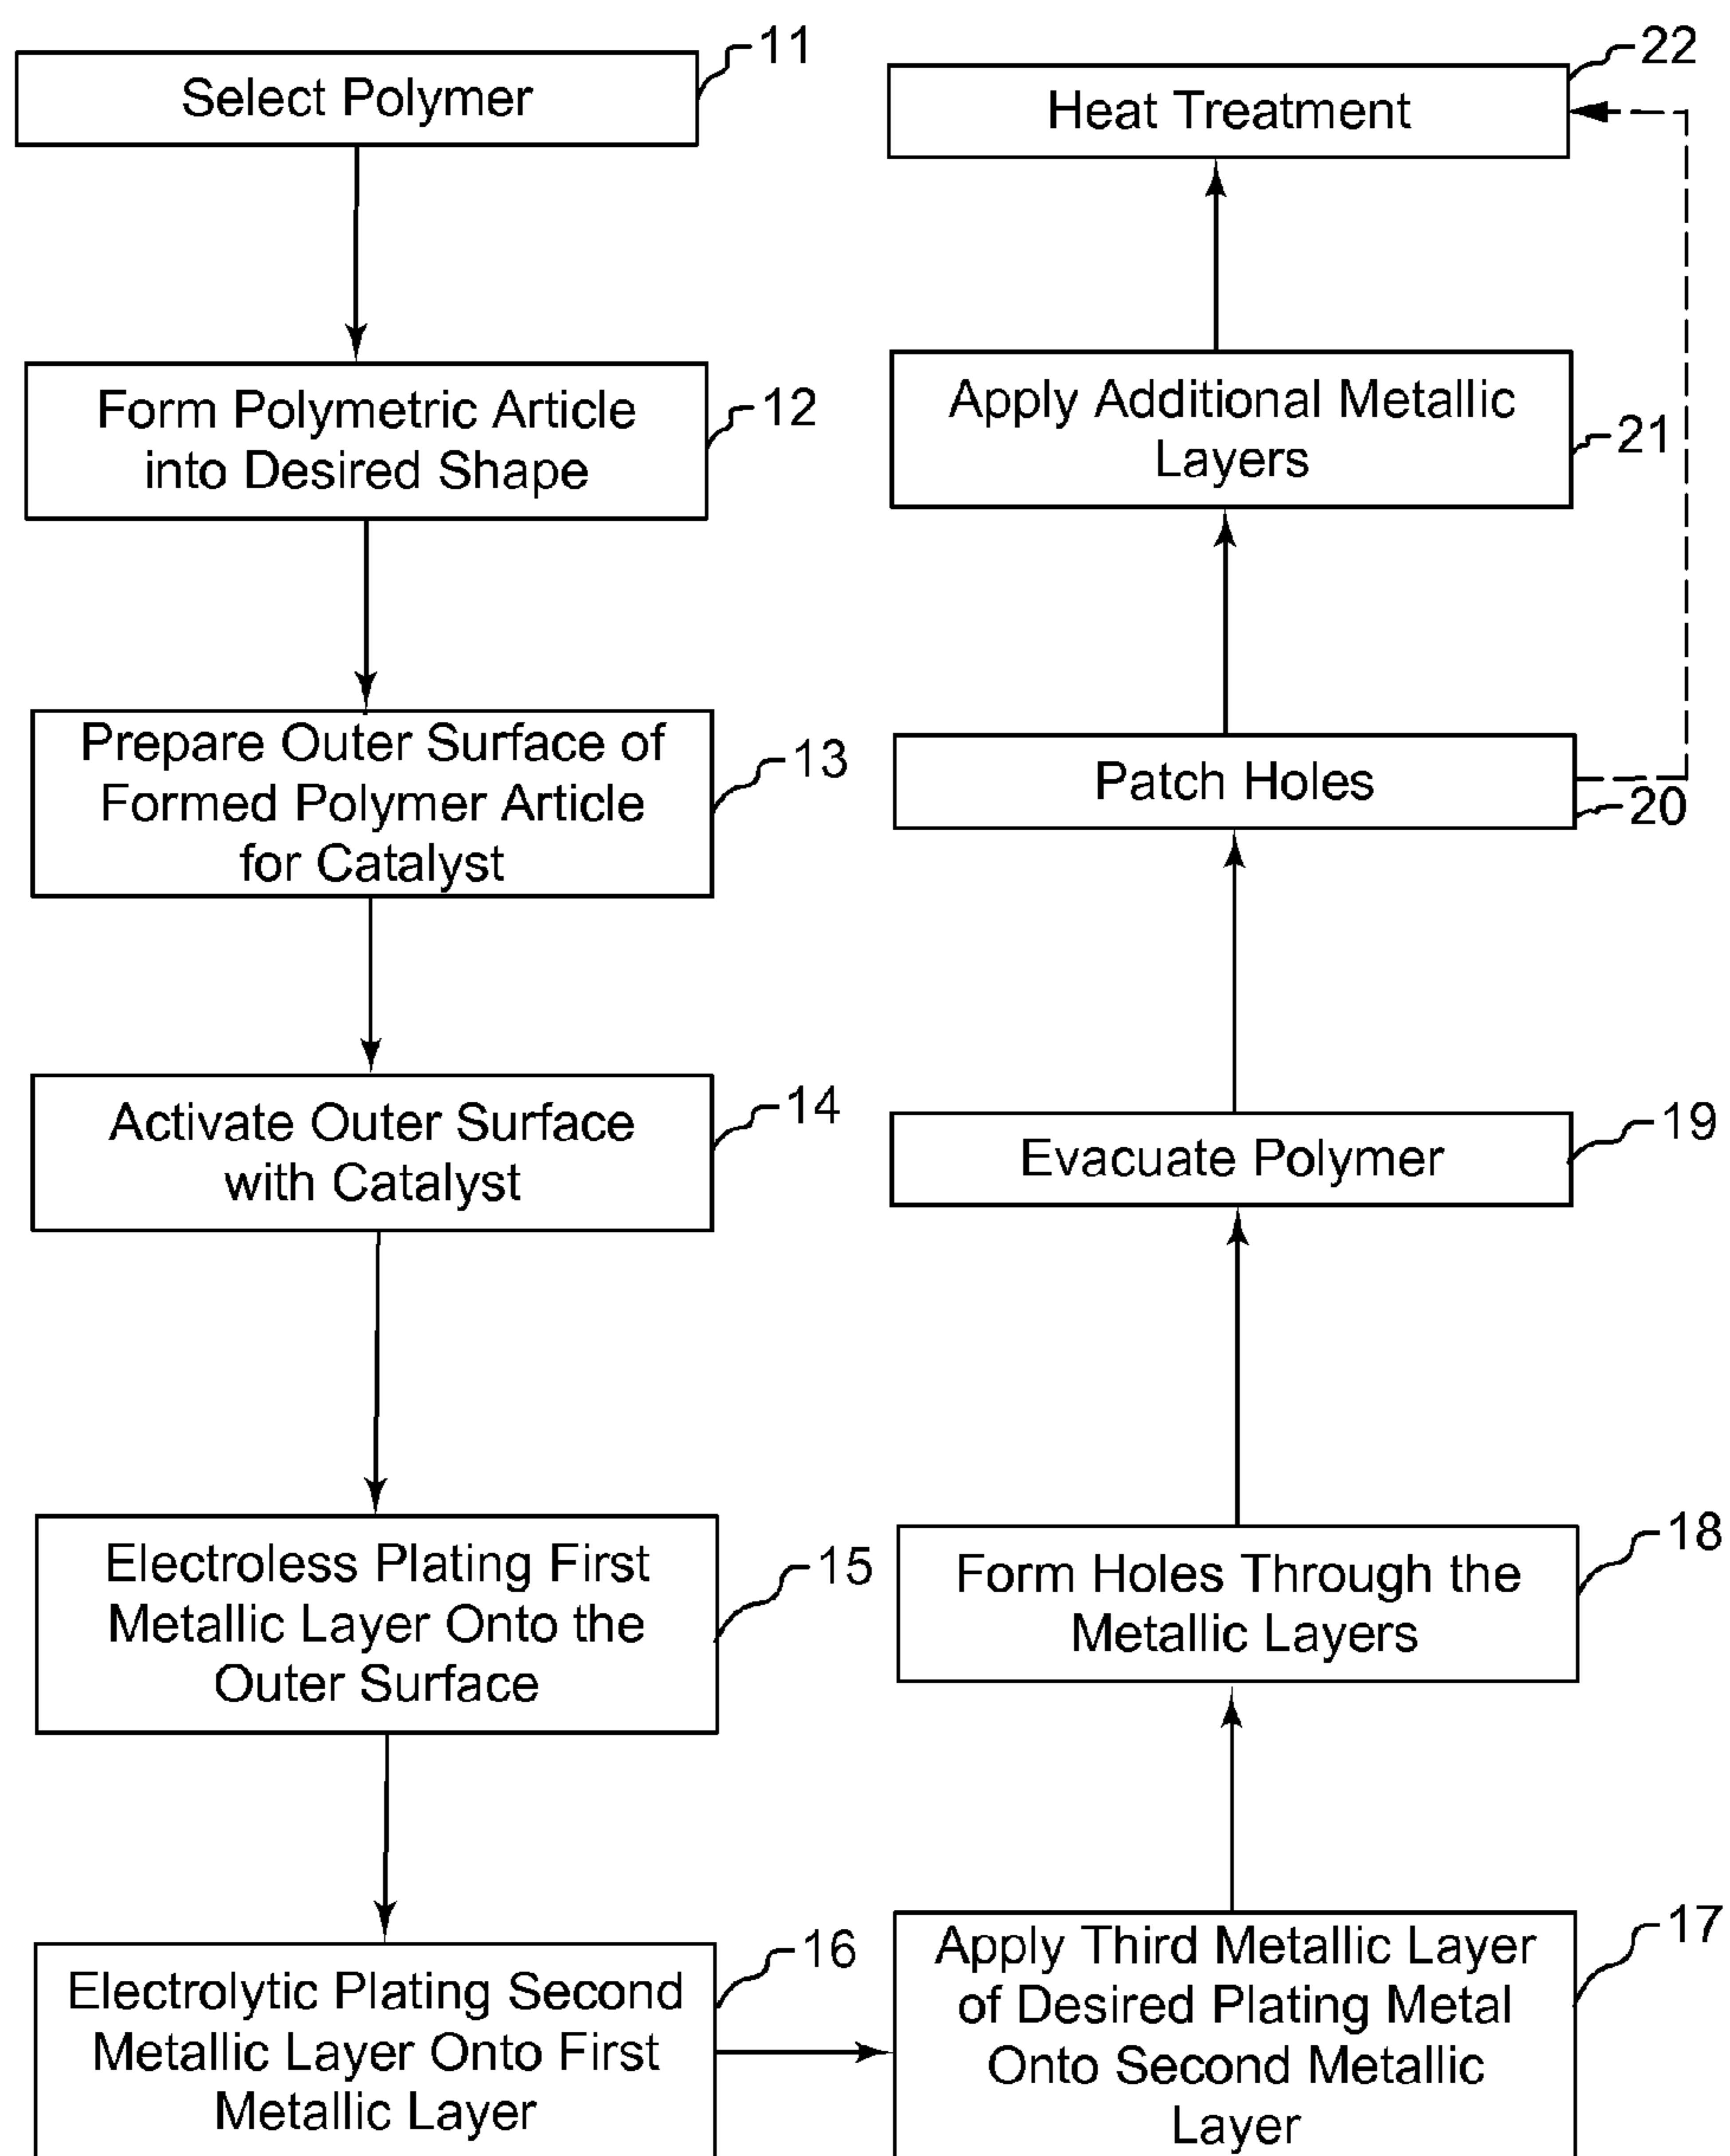 Select Polymer
11
Form Polymetric Article
into Desired Shape
12
Prepare Outer Surface of
Formed Polymer Article
for Catalyst
13
Activate Outer Surface
with Catalyst
14
Electroless Plating First
Metallic Layer Onto the
Outer Surface
15
Electrolytic Plating Second
Metallic Layer Onto First
Metallic Layer
16
Apply Third Metallic Layer
of Desired Plating Metal
Onto Second Metallic
Layer
17
Form Holes Through the
Metallic Layers
18
Evacuate Polymer
19
Patch Holes
20
Apply Additional Metallic
Layers
21
Heat Treatment
22